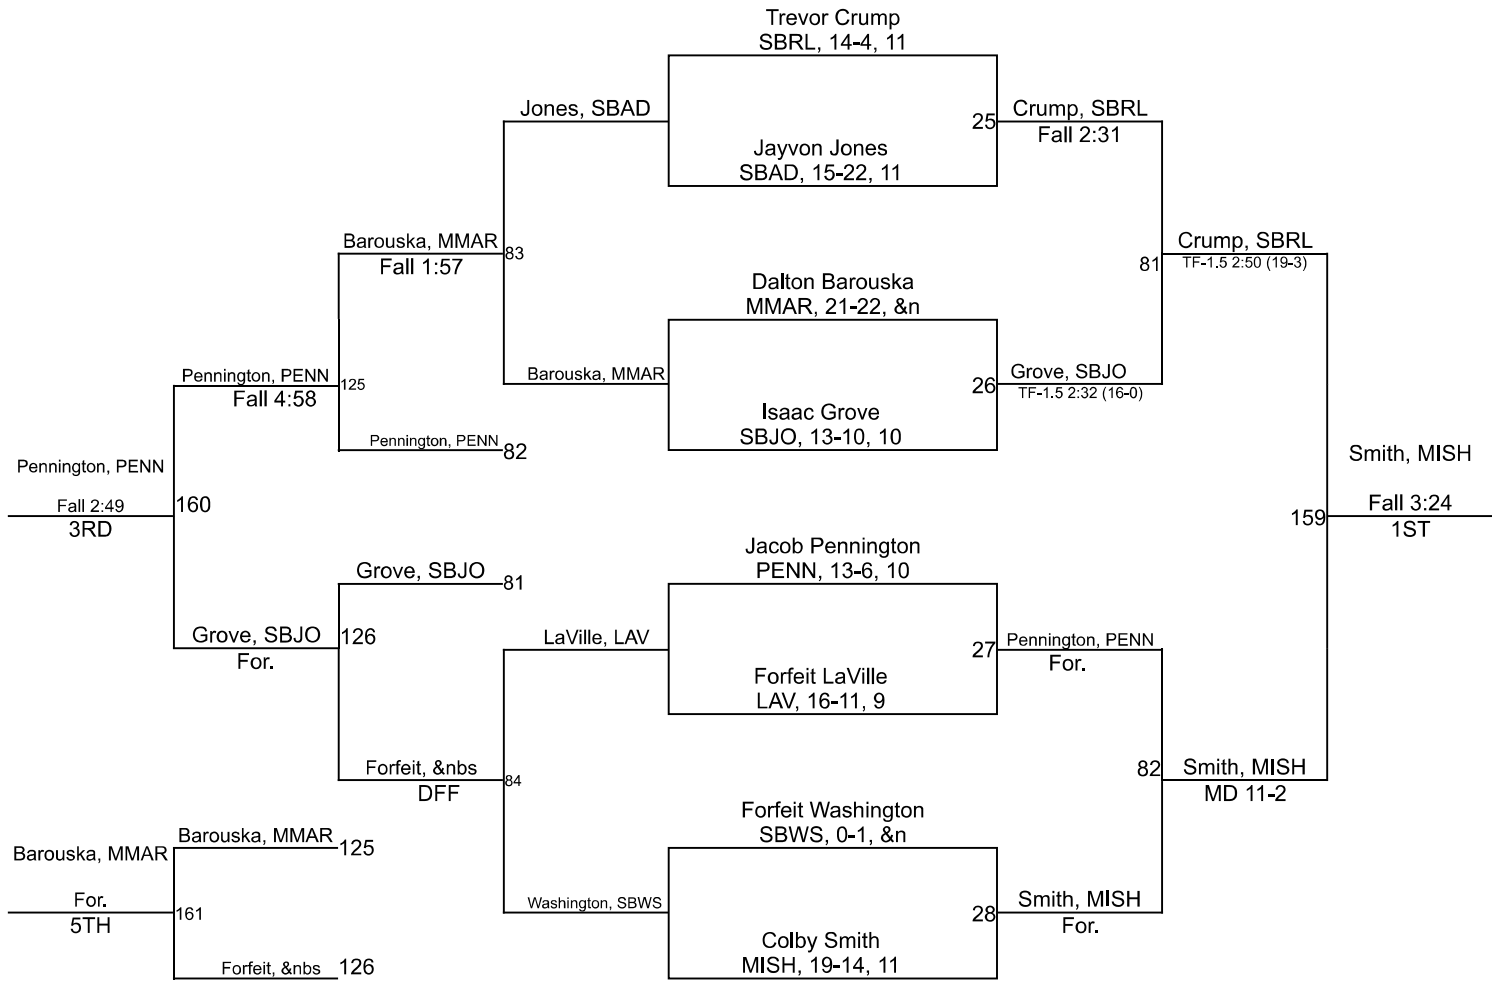 Trevor Crump
SBRL, 14-4, 11
Jones, SBAD
25
Crump, SBRL
Fall 2:31
Jayvon Jones
SBAD, 15-22, 11
Barouska, MMAR
Fall 1:57
83
Crump, SBRL
TF-1.5 2:50 (19-3)
81
Dalton Barouska
MMAR, 21-22, &n
Barouska, MMAR
26
Grove, SBJO
TF-1.5 2:32 (16-0)
Pennington, PENN
Fall 4:58
125
Isaac Grove
SBJO, 13-10, 10
Pennington, PENN
82
Pennington, PENN
Fall 2:49
3RD
160
Smith, MISH
Fall 3:24
1ST
159
Jacob Pennington
PENN, 13-6, 10
Grove, SBJO
81
Grove, SBJO
For.
126
LaVille, LAV
27
Pennington, PENN
For.
Forfeit LaVille
LAV, 16-11, 9
Forfeit, &nbs
DFF
84
82
Smith, MISH
MD 11-2
Forfeit Washington
SBWS, 0-1, &n
Barouska, MMAR
125
Barouska, MMAR
For.
5TH
161
Washington, SBWS
28
Smith, MISH
For.
Colby Smith
MISH, 19-14, 11
Forfeit, &nbs
126